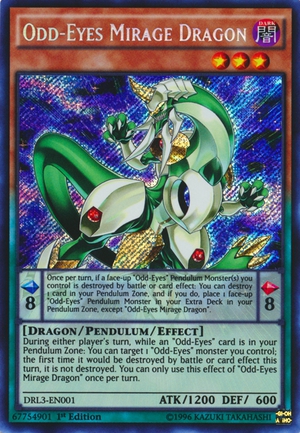 ODD-EYES MIRAGE DRAGON
DARK
闇
Once per turn, if a face-up "Odd-Eyes" Pendulum Monster(s) you
control is destroyed by battle or card effect: You can destroy
a card in your Pendulum Zone, and if you do, place a face-up
"Odd-Eyes" Pendulum Monster in your Extra Deck in your
Pendulum Zone, except "Odd-Eyes Mirage Dragon".
8
8
[DRAGON/PENDULUM/EFFECT]
During either player's turn, while an "Odd-Eyes" card is in your
Pendulum Zone: You can target 1 "Odd-Eyes" monster you control;
the first time it would be destroyed by battle or card effect this
turn, it is not destroyed. You can only use this effect of "Odd-Eyes
Mirage Dragon" once per turn.
DRL3-EN001
ATK/1200 DEF/ 600
67754901
1st Edition
©1996 KAZUKI TAKAHASHI